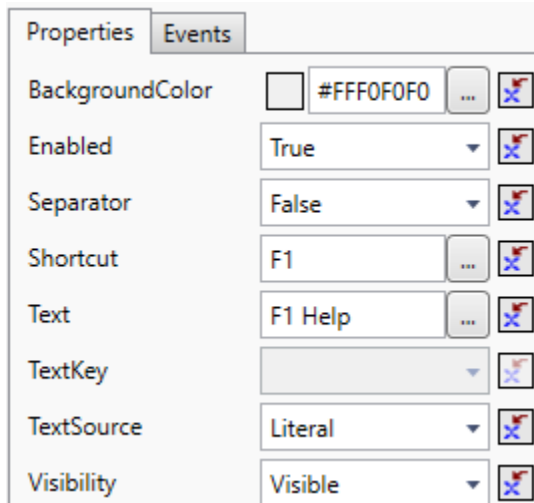 Properties Events
BackgroundColor #FFF0F0F0 ...
Enabled True
Separator False
Shortcut F1 ...
Text F1 Help ...
TextKey
TextSource Literal
Visibility Visible